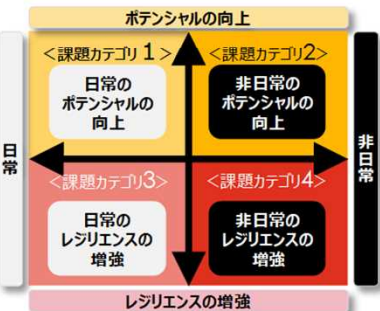 ポテンシャルの向上
<課題カテゴリ1>
日常の
ポテンシャルの
向上
<課題カテゴリ2>
非日常の
ポテンシャルの
向上
日常
非日常
<課題カテゴリ3>
日常の
レジリエンスの
増強
<課題カテゴリ4>
非日常の
レジリエンスの
増強
レジリエンスの増強